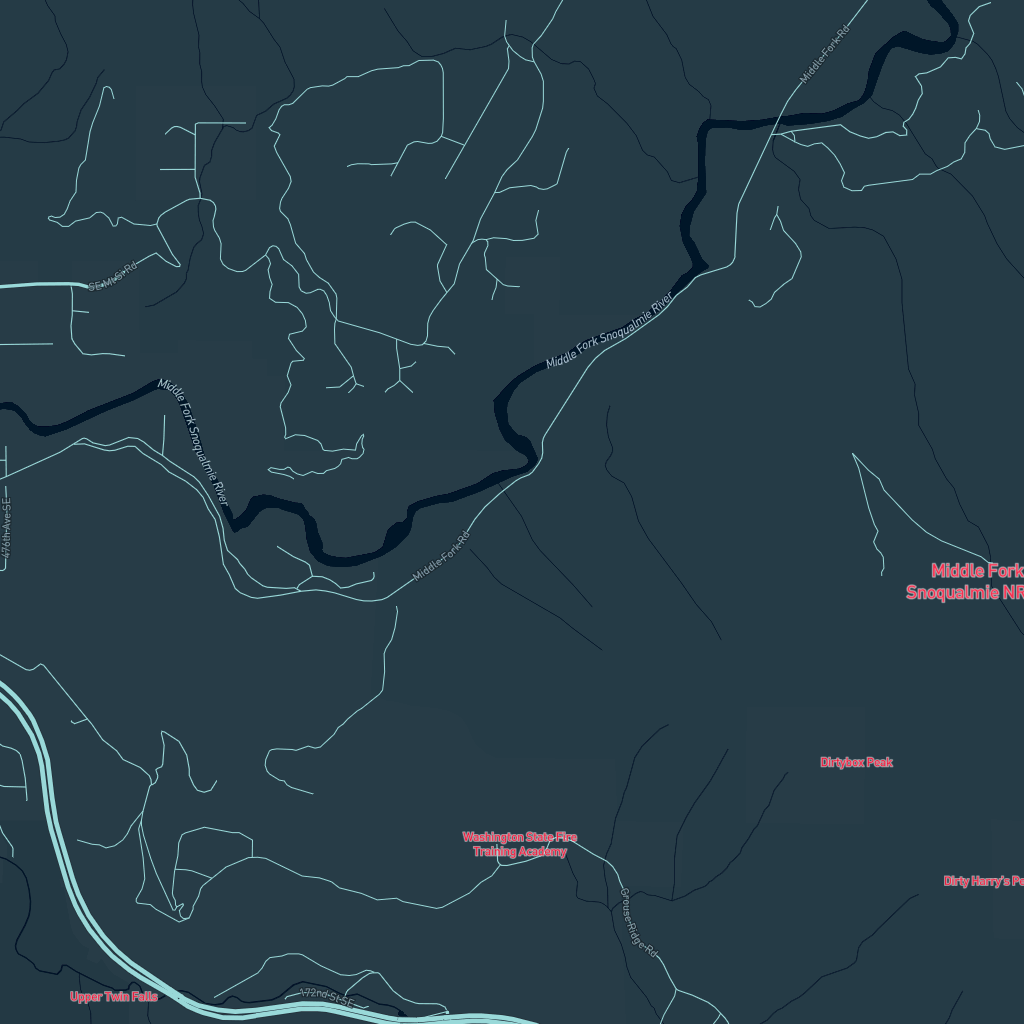 Middle Fork Rd
SE Mt Si Rd
Middle Fork Snoqualmie River
Middle Fork Snoqualmie River
476th Ave SE
Middle Fork Rd
Middle Fork
Snoqualmie NR
Dirtybox Peak
Washington State Fire
Training Academy
Dirty Harry's Pe
Grouse Ridge Rd
Upper Twin Falls
172nd St SE